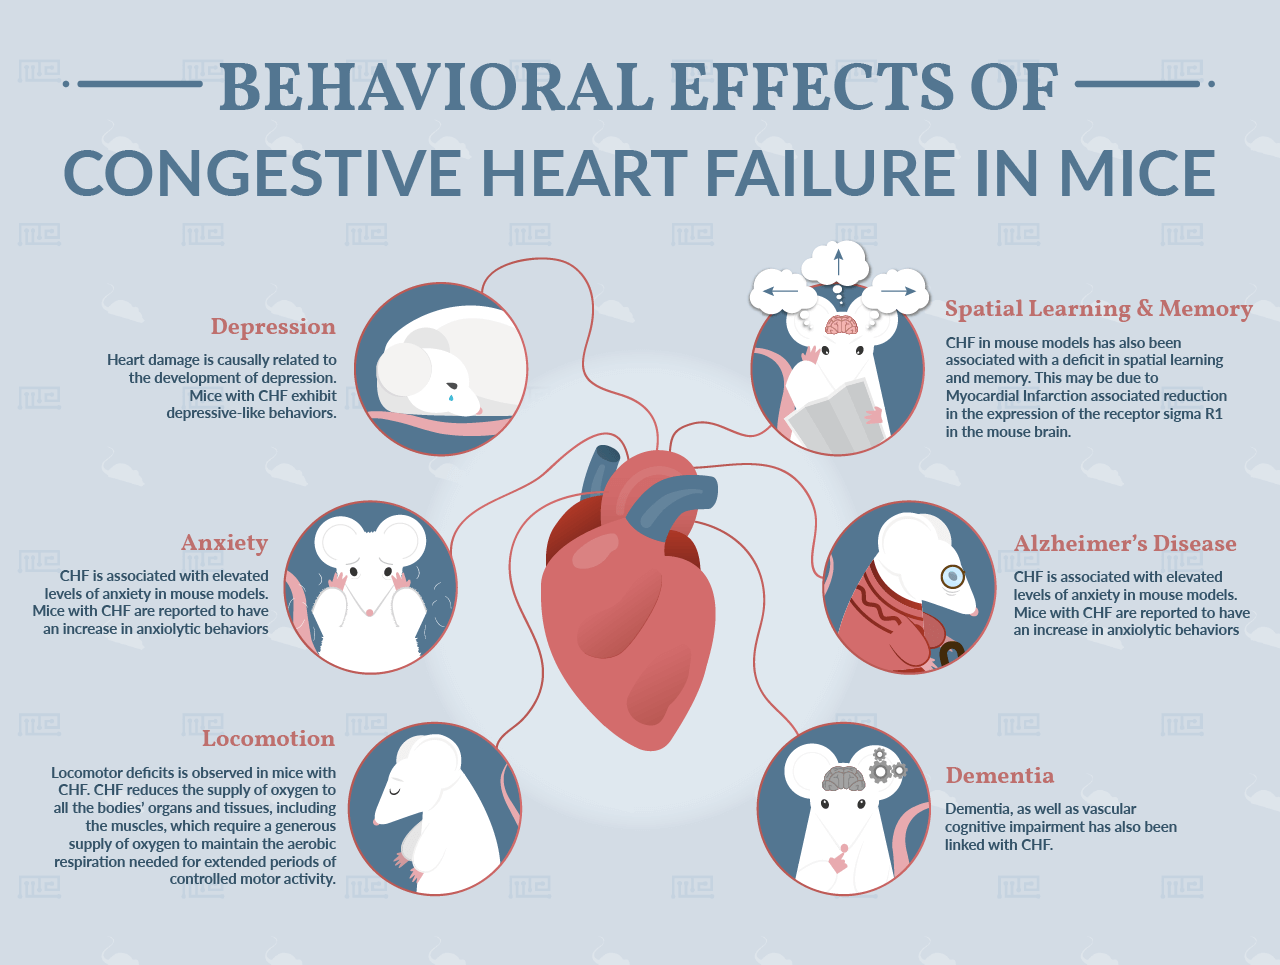 BEHAVIORAL EFFECTS OF
CONGESTIVE HEART FAILURE IN MICE
Depression
Heart damage is causally related to
the development of depression.
Mice with CHF exhibit
depressive-like behaviors.
Spatial Learning & Memory
CHF in mouse models has also been
associated with a deficit in spatial learning
and memory. This may be due to
Myocardial Infarction associated reduction
in the expression of the receptor sigma R1
in the mouse brain.
Anxiety
CHF is associated with elevated
levels of anxiety in mouse models.
Mice with CHF are reported to have
an increase in anxiolytic behaviors
Alzheimer's Disease
CHF is associated with elevated
levels of anxiety in mouse models.
Mice with CHF are reported to have
an increase in anxiolytic behaviors
Locomotion
Locomotor deficits is observed in mice with
CHF. CHF reduces the supply of oxygen to
all the bodies' organs and tissues, including
the muscles, which require a generous
supply of oxygen to maintain the aerobic
respiration needed for extended periods of
controlled motor activity.
Dementia
Dementia, as well as vascular
cognitive impairment has also been
linked with CHF.